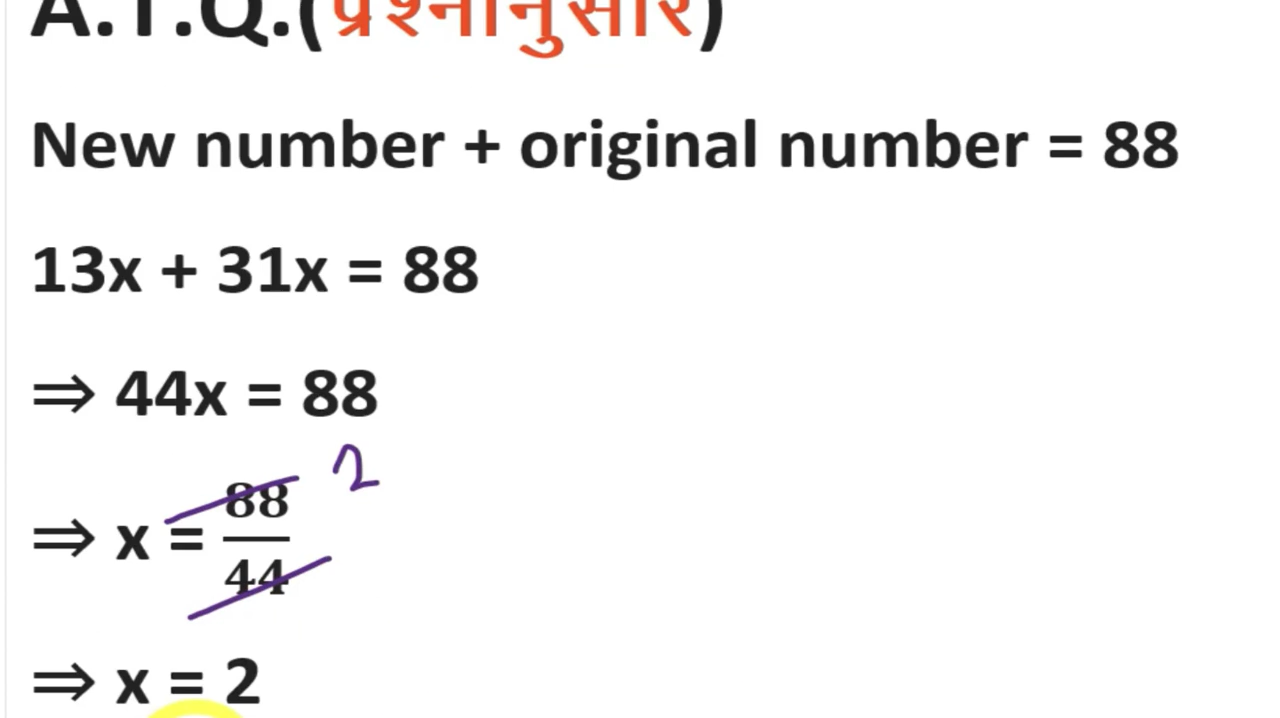 A.T.Q.(प्रश्नानुसार)
New number + original number = 88
13x + 31x = 88
⇒ 44x = 88
2
⇒ x = 88/44
⇒ x = 2